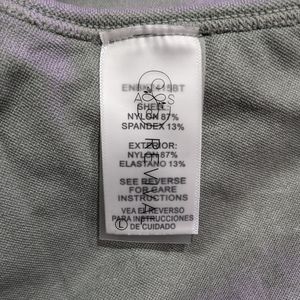 SHELL:
NYLON 87%
SPANDEX 13%
EXTERIOR:
NYLON 87%
ELASTANO 13%
SEE REVERSE
FOR CARE
INSTRUCTIONS
VEA EL REVERSO
PARA INSTRUCCIONES
DE CUIDADO
L